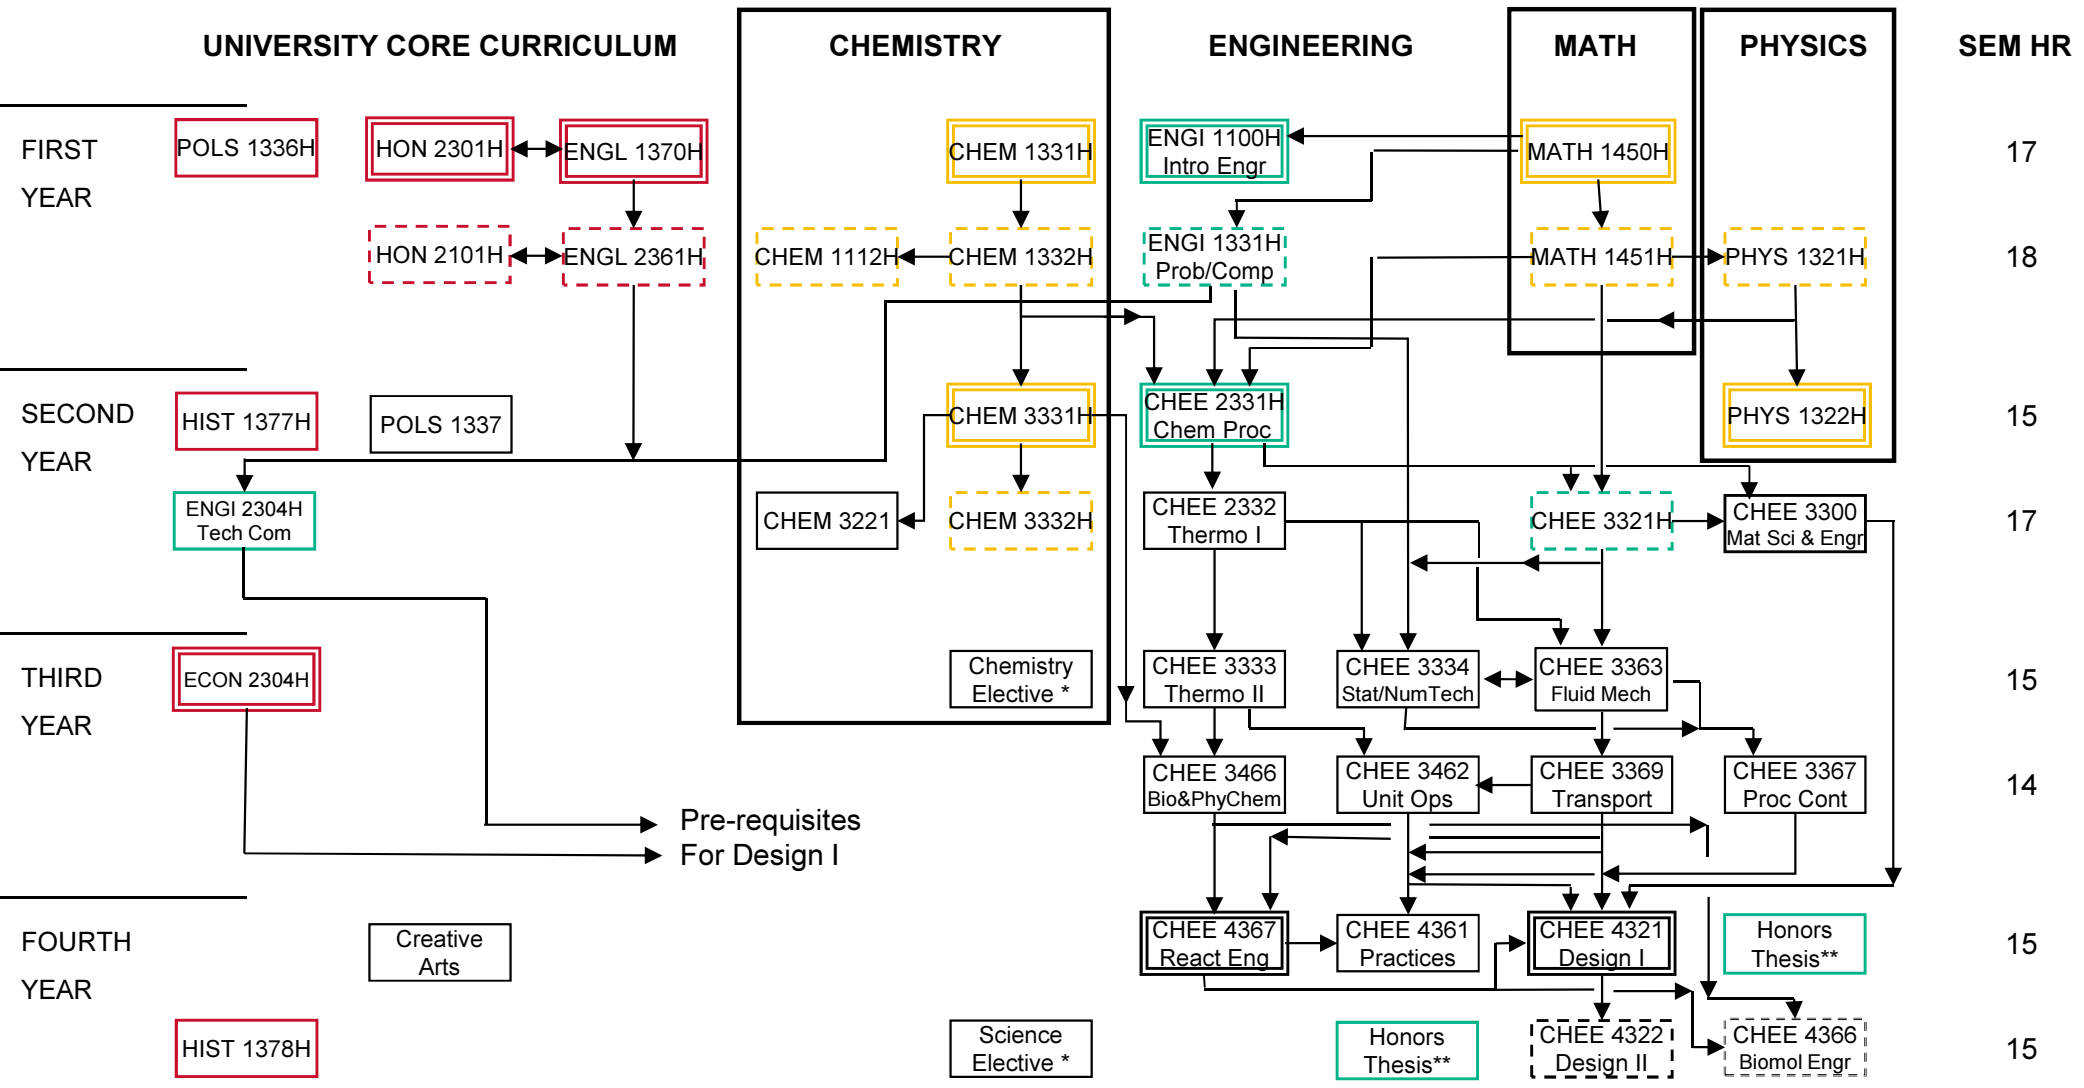 UNIVERSITY CORE CURRICULUM
CHEMISTRY
ENGINEERING
MATH
PHYSICS
SEM HR
FIRST
YEAR
POLS 1336H
HON 2301H
ENGL 1370H
CHEM 1331H
ENGI 1100H
Intro Engr
MATH 1450H
17
HON 2101H
ENGL 2361H
CHEM 1112H
CHEM 1332H
ENGI 1331H
Prob/Comp
MATH 1451H
PHYS 1321H
18
SECOND
YEAR
HIST 1377H
POLS 1337
CHEM 3331H
CHEE 2331H
Chem Proc
PHYS 1322H
15
ENGI 2304H
Tech Com
CHEM 3221
CHEM 3332H
CHEE 2332
Thermo I
CHEE 3321H
CHEE 3300
Mat Sci & Engr
17
THIRD
YEAR
ECON 2304H
Chemistry
Elective *
CHEE 3333
Thermo II
CHEE 3334
Stat/NumTech
CHEE 3363
Fluid Mech
15
CHEE 3466
Bio&PhyChem
CHEE 3462
Unit Ops
CHEE 3369
Transport
CHEE 3367
Proc Cont
14
Pre-requisites
For Design I
FOURTH
YEAR
Creative
Arts
CHEE 4367
React Eng
CHEE 4361
Practices
CHEE 4321
Design I
Honors
Thesis**
15
HIST 1378H
Science
Elective *
Honors
Thesis**
CHEE 4322
Design II
CHEE 4366
Biomol Engr
15